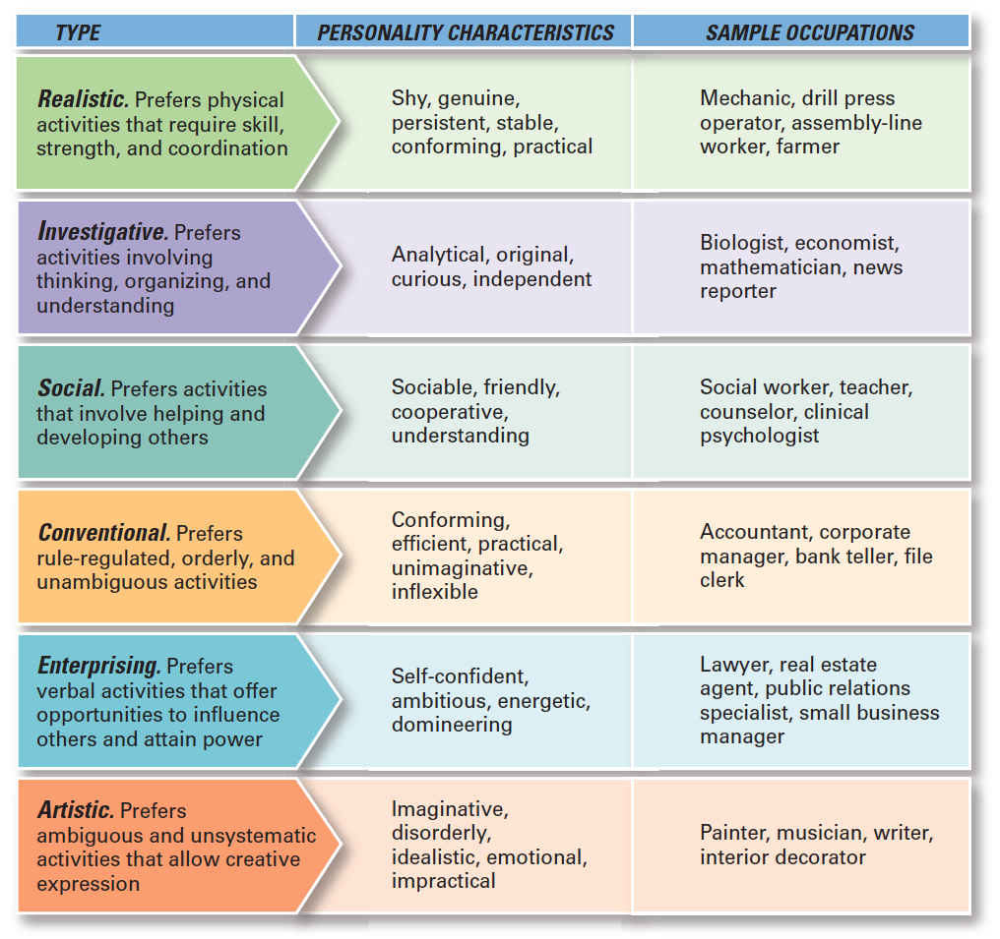 TYPE
PERSONALITY CHARACTERISTICS
SAMPLE OCCUPATIONS
Realistic. Prefers physical
activities that require skill,
strength, and coordination
Shy, genuine,
persistent, stable,
conforming, practical
Mechanic, drill press
operator, assembly-line
worker, farmer
Investigative. Prefers
activities involving
thinking, organizing, and
understanding
Analytical, original,
curious, independent
Biologist, economist,
mathematician, news
reporter
Social. Prefers activities
that involve helping and
developing others
Sociable, friendly,
cooperative,
understanding
Social worker, teacher,
counselor, clinical
psychologist
Conventional. Prefers
rule-regulated, orderly, and
unambiguous activities
Conforming,
efficient, practical,
unimaginative,
inflexible
Accountant, corporate
manager, bank teller, file
clerk
Enterprising. Prefers
verbal activities that offer
opportunities to influence
others and attain power
Self-confident,
ambitious, energetic,
domineering
Lawyer, real estate
agent, public relations
specialist, small business
manager
Artistic. Prefers
ambiguous and unsystematic
activities that allow creative
expression
Imaginative,
disorderly,
idealistic, emotional,
impractical
Painter, musician, writer,
interior decorator